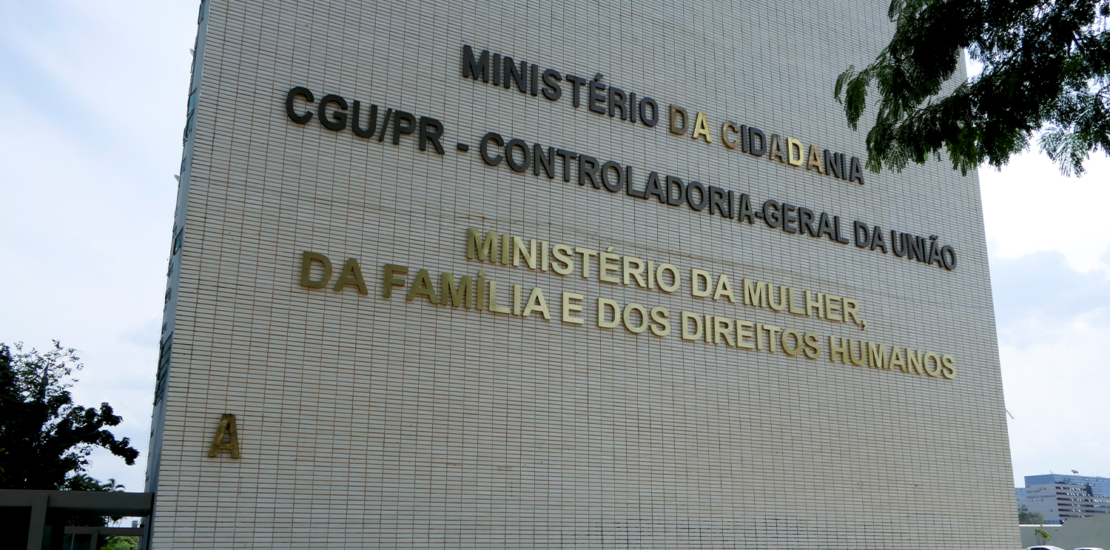 MINISTÉRIO DA CIDADANIA
CGU/PR - CONTROLADORIA-GERAL DA UNIÃO
MINISTÉRIO DA MULHER,
DA FAMÍLIA E DOS DIREITOS HUMANOS
A